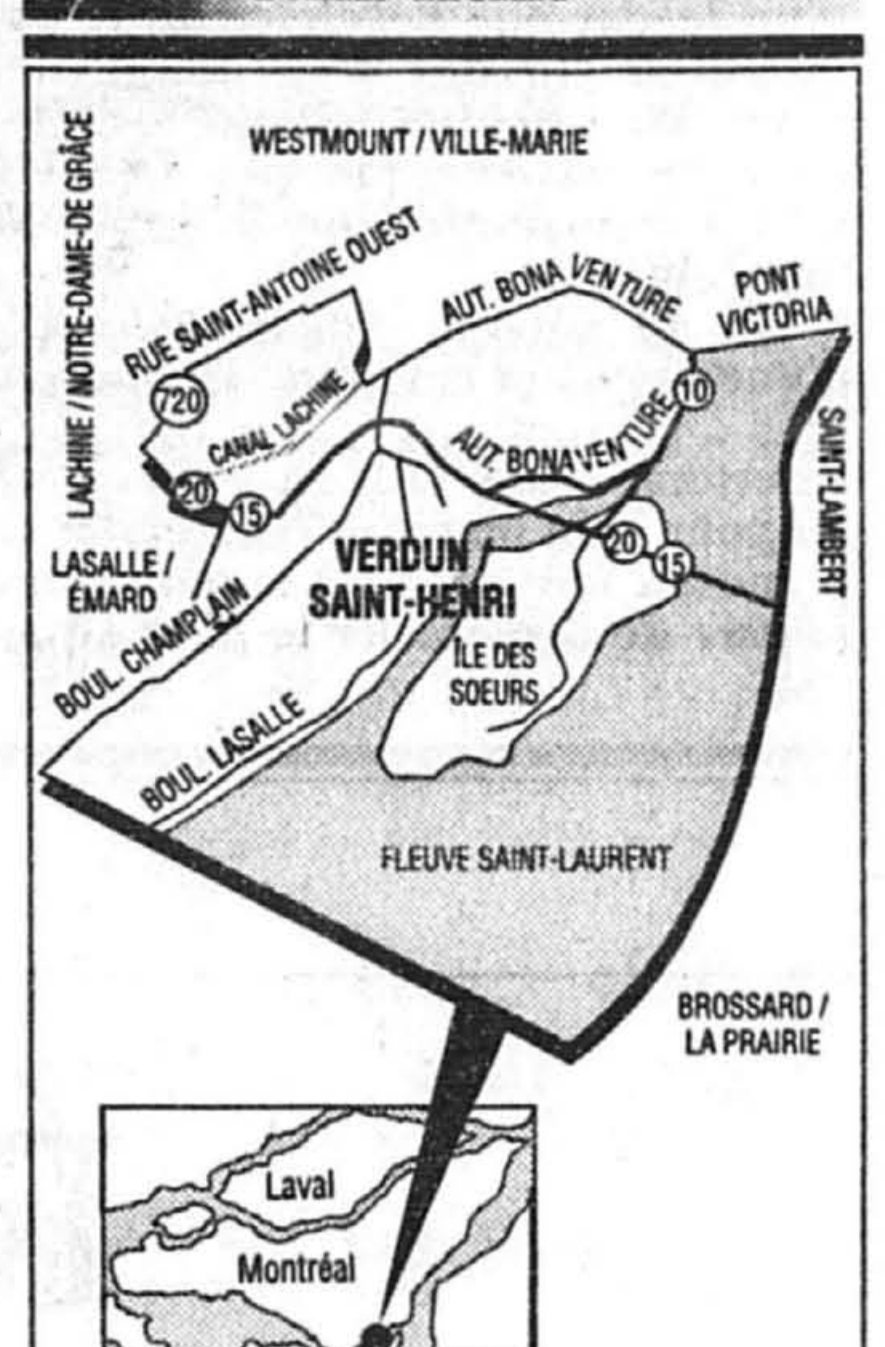 WESTMOUNT / VILLE-MARIE
LACHINE / NOTRE-DAME-DE GRÂCE
RUE SAINT-ANTOINE OUEST
AUT. BONAVENTURE
PONT
VICTORIA
720
10
CANAL LACHINE
AUT. BONAVENTURE
SAINT-LAMBERT
20
15
20
15
LASALLE /
ÉMARD
VERDUN
SAINT-HENRI
BOUL. CHAMPLAIN
ÎLE DES
SOEURS
BOUL. LASALLE
FLEUVE SAINT-LAURENT
BROSSARD /
LA PRAIRIE
Laval
Montréal